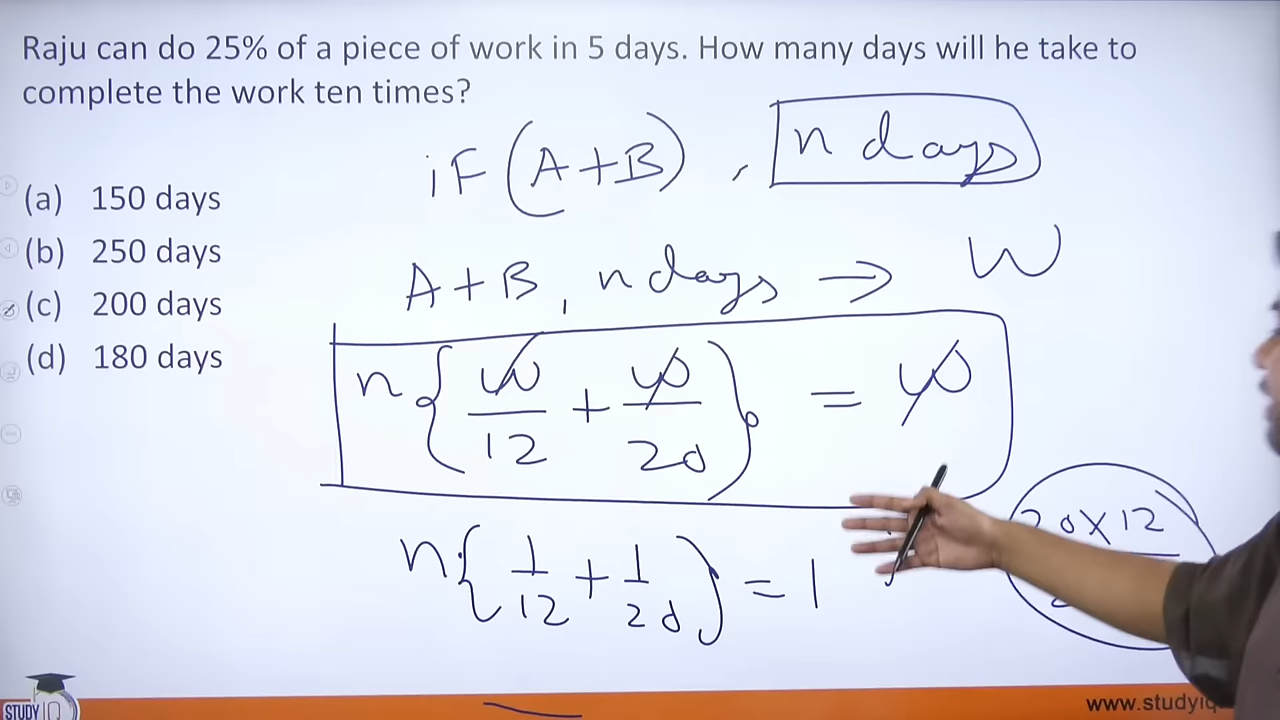 Raju can do 25% of a piece of work in 5 days. How many days will he take to
complete the work ten times?
(a) 150 days
(b) 250 days
(c) 200 days
(d) 180 days
iF (A+B) , n days
A+B, n days → W
n{W/12 + W/20} = W
n{1/12 + 1/20} = 1
20×12
STUDY IQ
www.studyiq